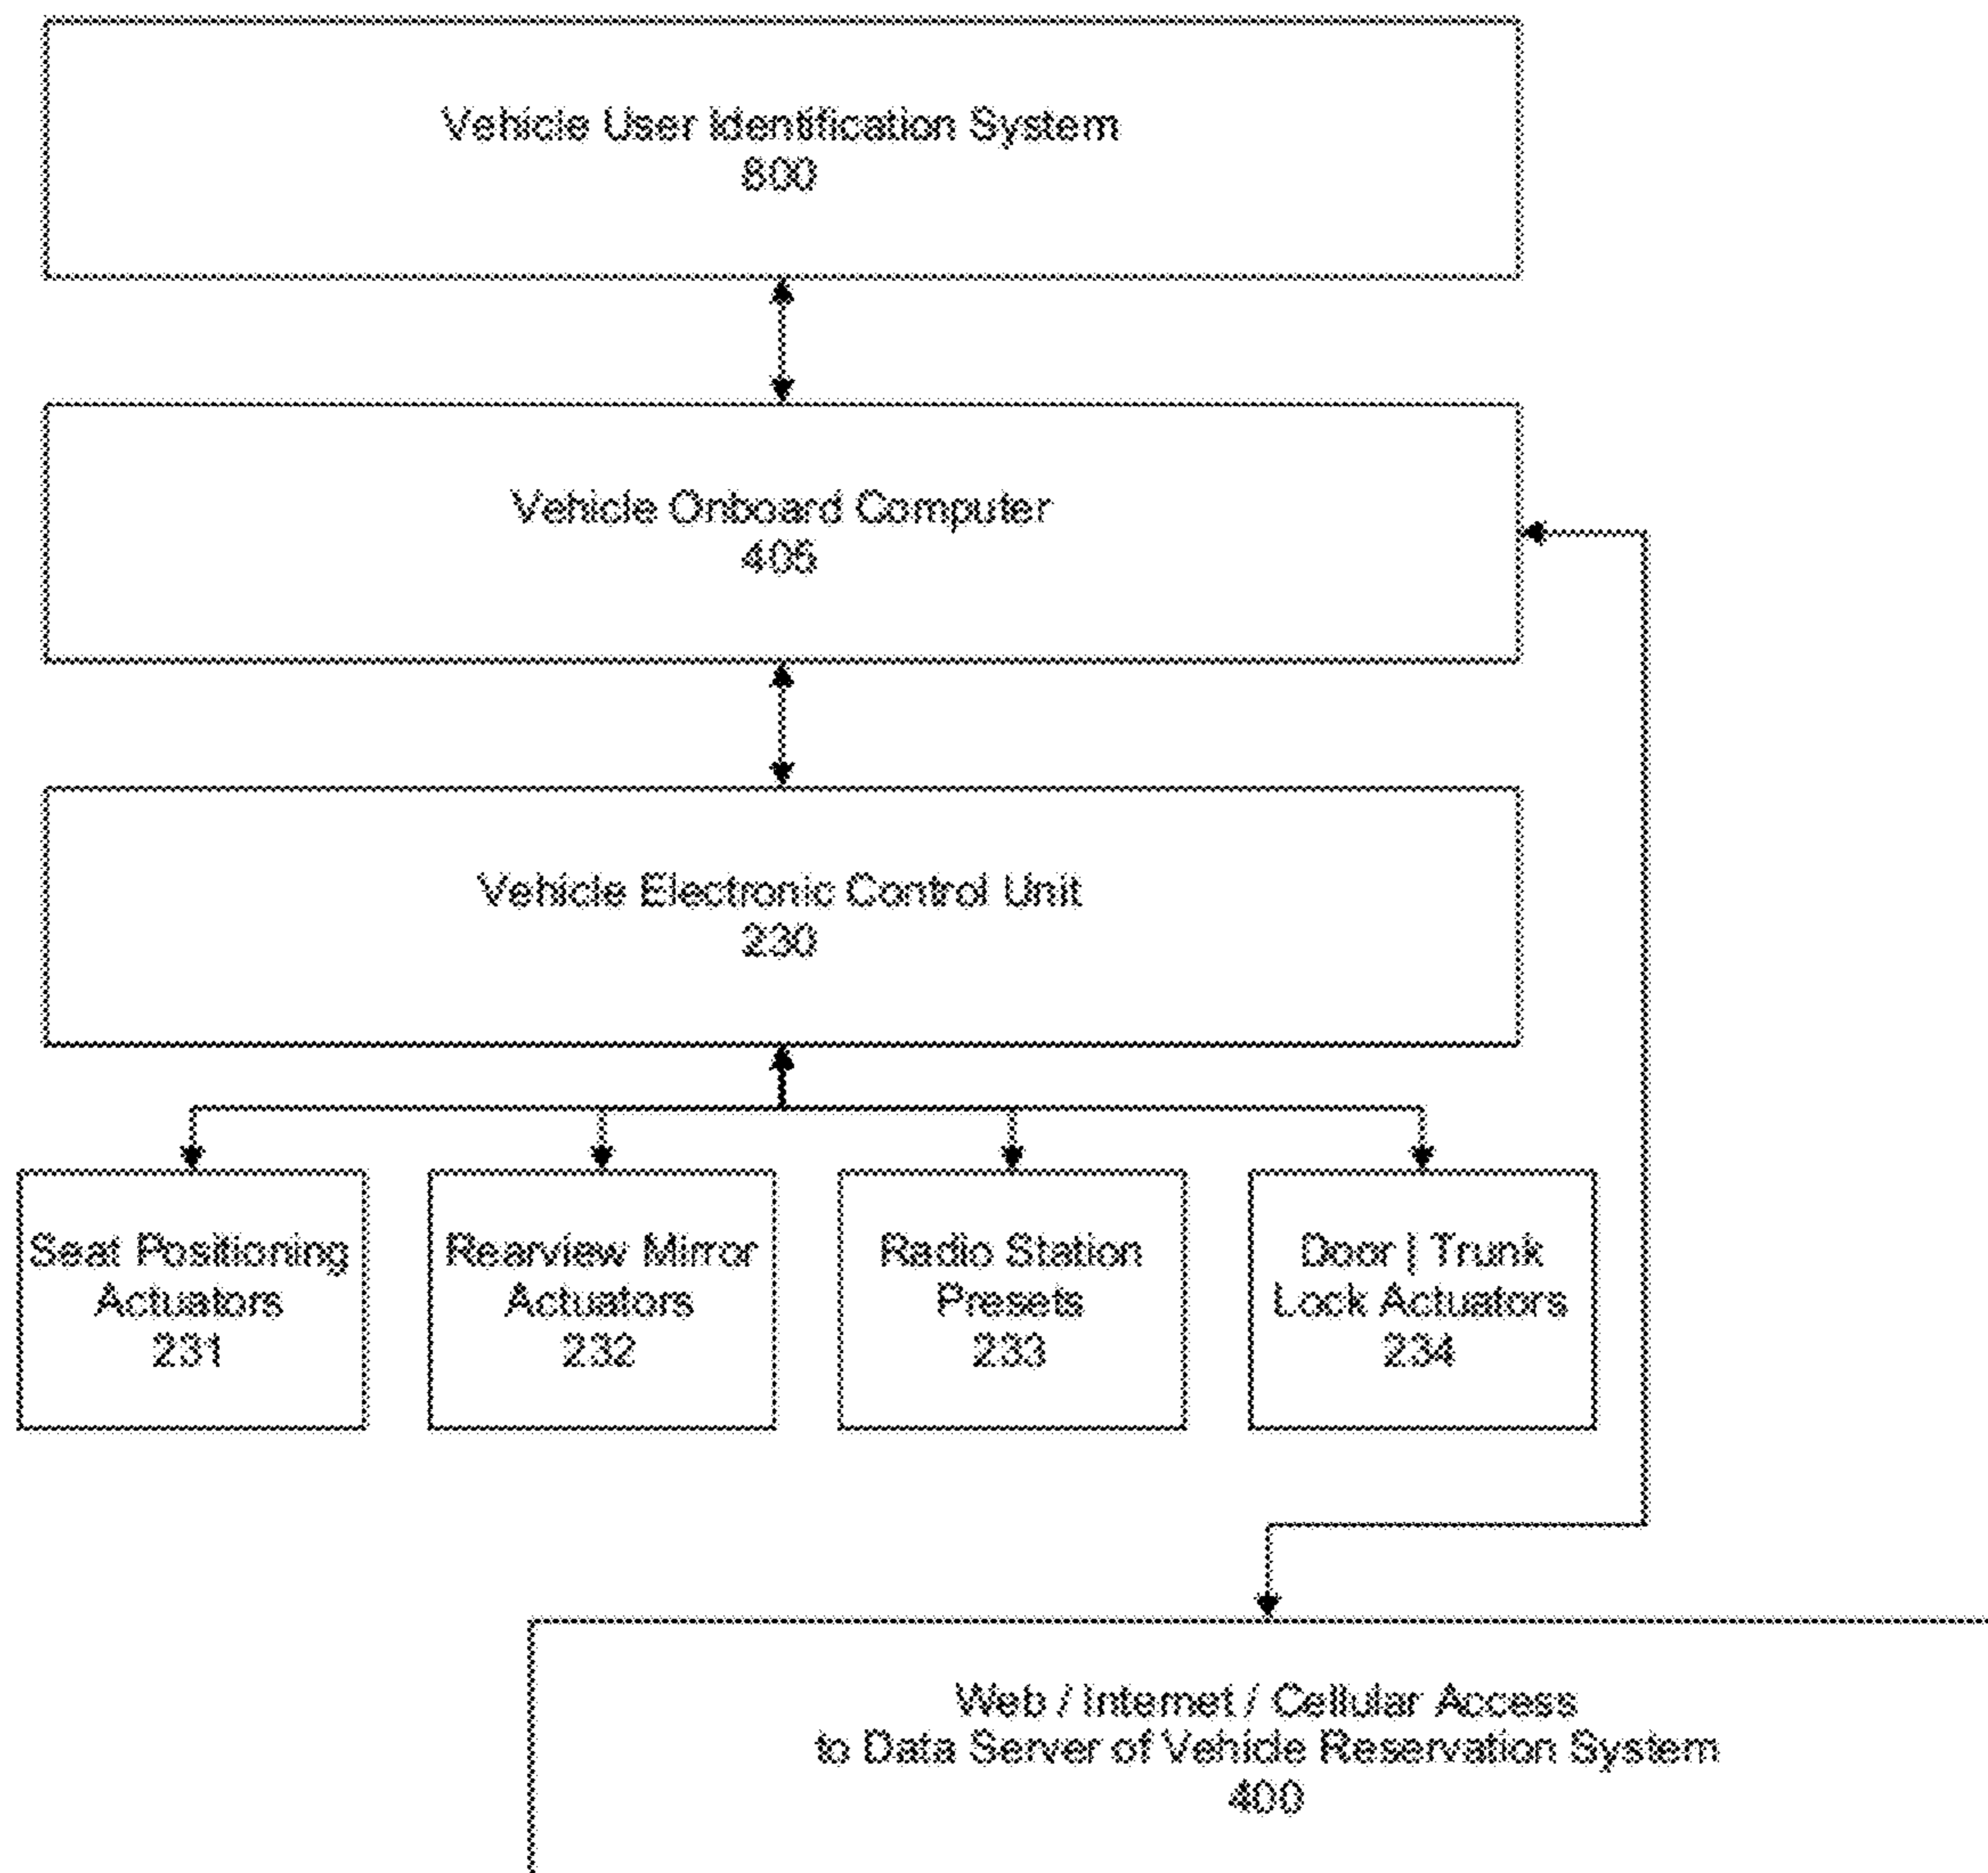 Vehicle User Identification System
600
Vehicle Onboard Computer
405
Vehicle Electronic Control Unit
230
Seat Positioning
Actuators
231
Rearview Mirror
Actuators
232
Radio Station
Presets
233
Door | Trunk
Lock Actuators
234
Web / Internet / Cellular Access
to Data Server of Vehicle Reservation System
400